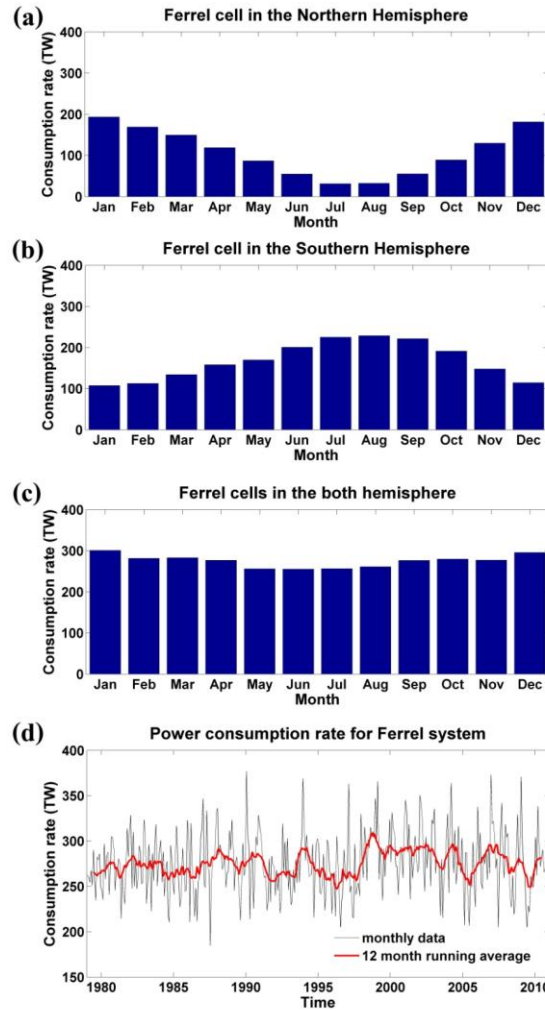 (a)
Ferrel cell in the Northern Hemisphere
Consumption rate (TW)
400
300
200
100
0
Jan Feb Mar Apr May Jun Jul Aug Sep Oct Nov Dec
Month
(b)
Ferrel cell in the Southern Hemisphere
Consumption rate (TW)
400
300
200
100
0
Jan Feb Mar Apr May Jun Jul Aug Sep Oct Nov Dec
Month
(c)
Ferrel cells in the both hemisphere
Consumption rate (TW)
400
300
200
100
0
Jan Feb Mar Apr May Jun Jul Aug Sep Oct Nov Dec
Month
(d)
Power consumption rate for Ferrel system
Consumption rate (TW)
400
350
300
250
200
150
monthly data
12 month running average
1980 1985 1990 1995 2000 2005 2010
Time